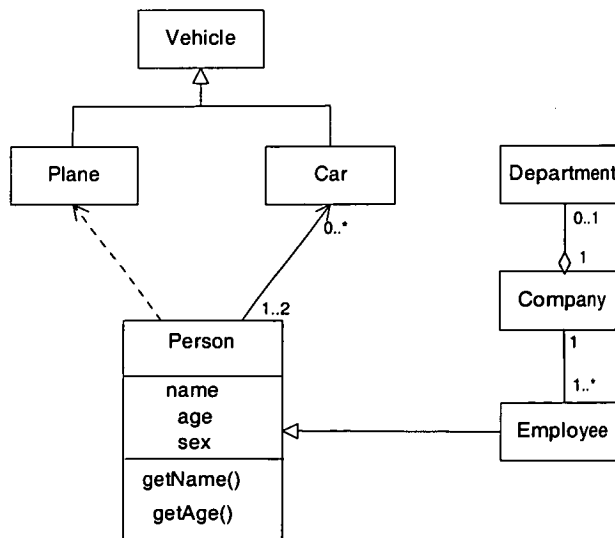 Vehicle
Plane
Car
Department
0..*
0..1
1
Company
1..2
1
Person
name
age
sex
1..*
Employee
getName()
getAge()